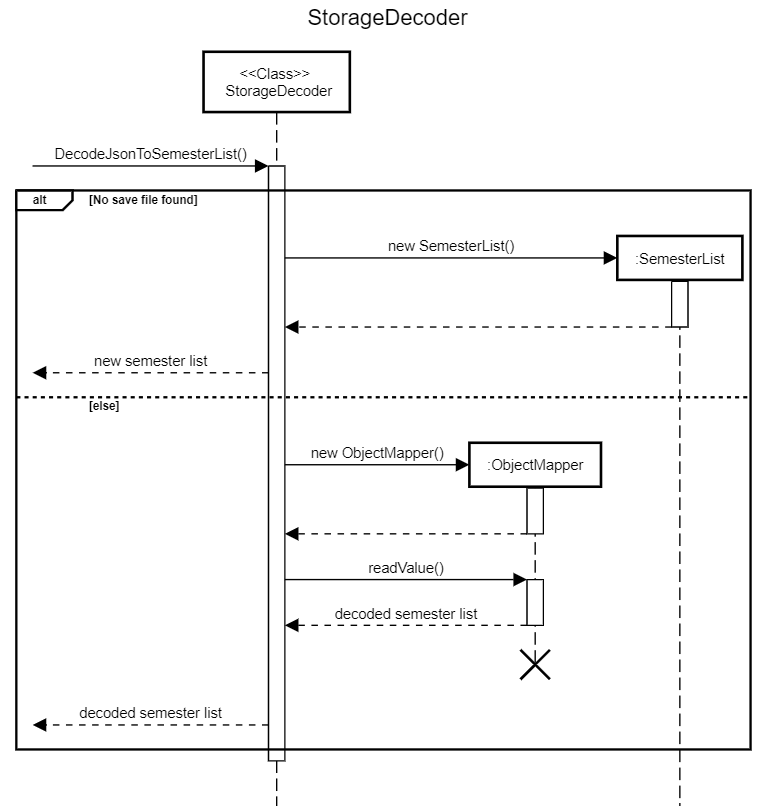 StorageDecoder
<<Class>>
StorageDecoder
DecodeJsonToSemesterList()
alt
[No save file found]
new SemesterList()
:SemesterList
new semester list
[else]
new ObjectMapper()
:ObjectMapper
readValue()
decoded semester list
decoded semester list